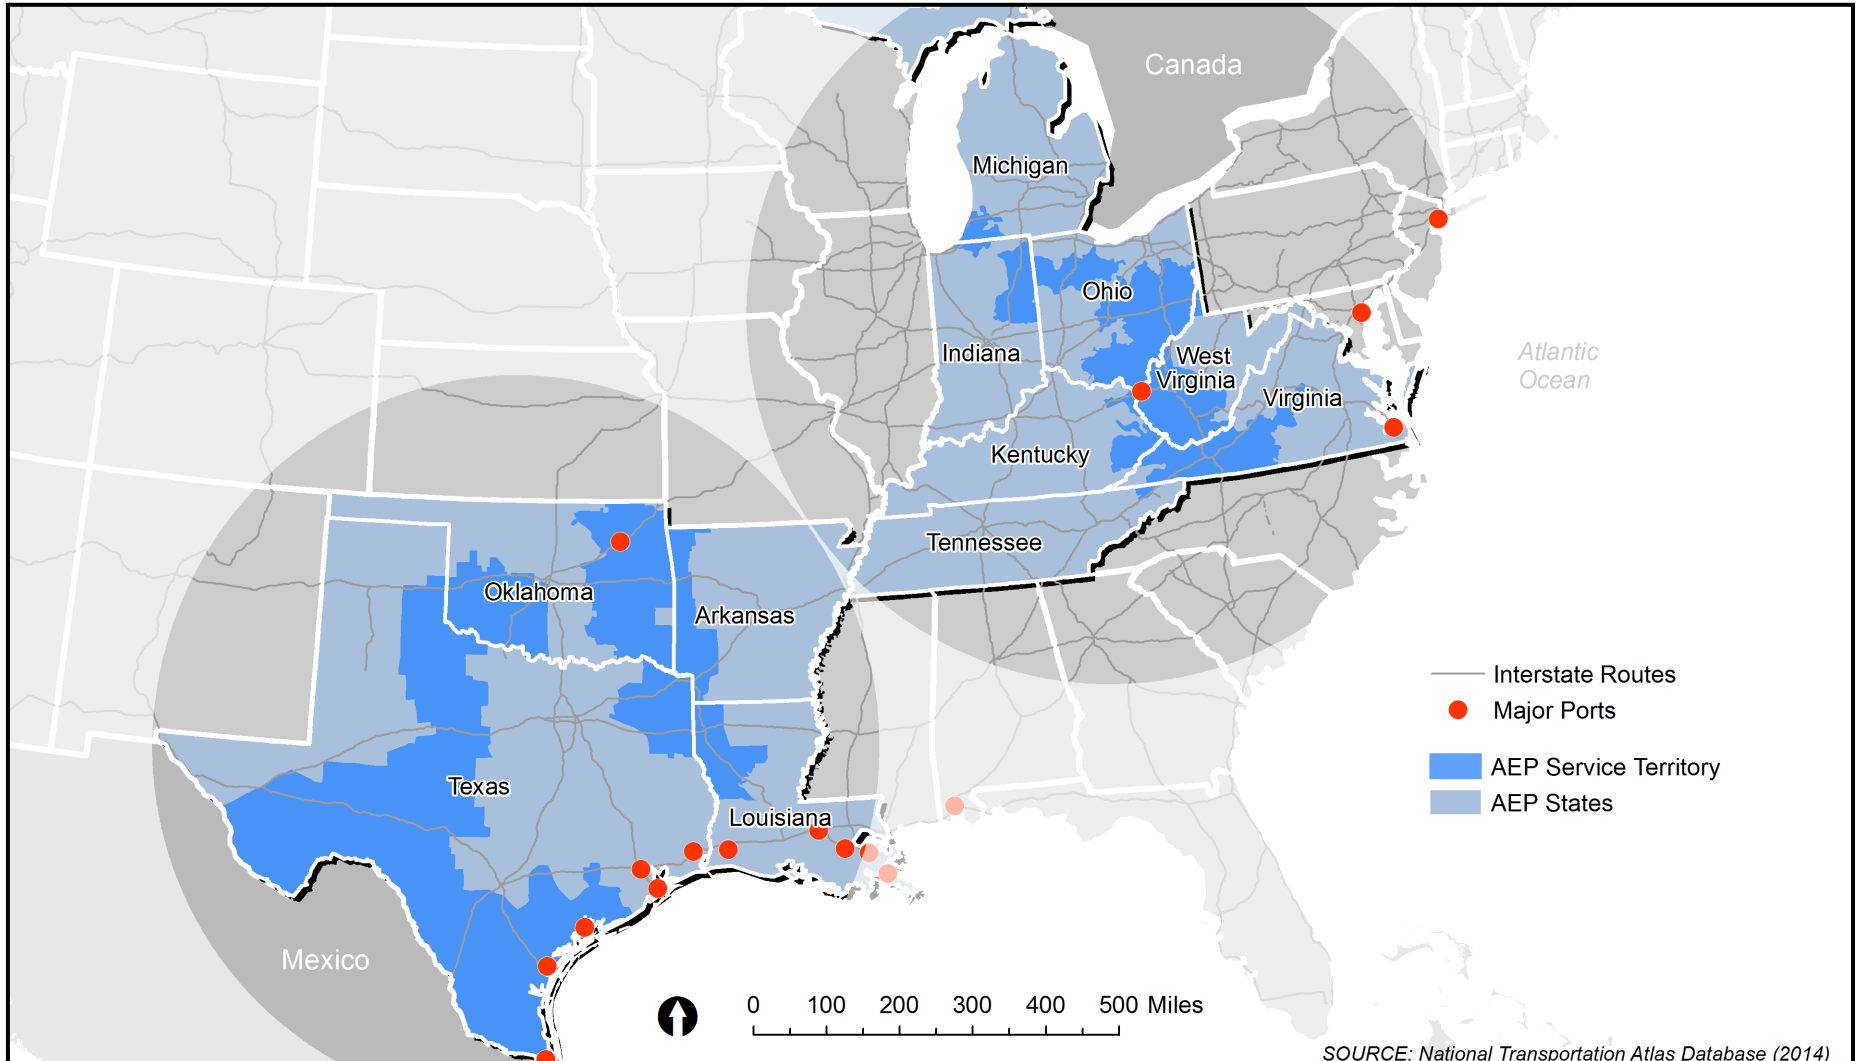 Canada
Michigan
Ohio
Indiana
West
Virginia
Virginia
Atlantic
Ocean
Kentucky
Tennessee
Oklahoma
Arkansas
Texas
Louisiana
Mexico
Interstate Routes
Major Ports
AEP Service Territory
AEP States
0 100 200 300 400 500 Miles
SOURCE: National Transportation Atlas Database (2014)